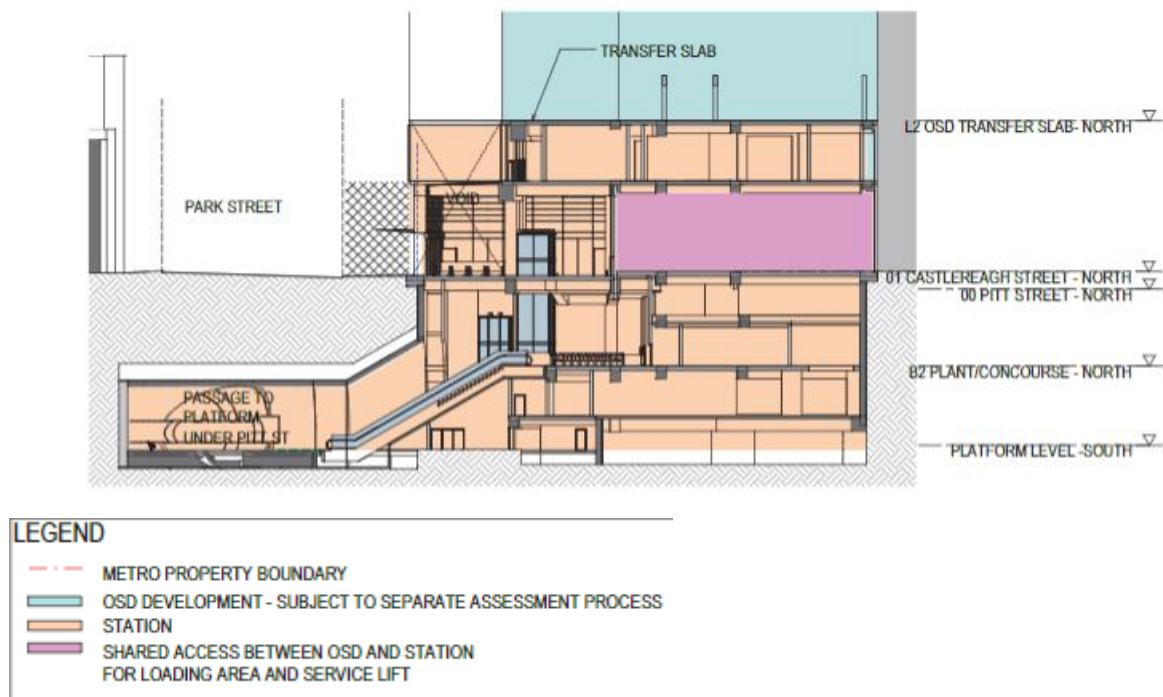 TRANSFER SLAB
L2 OSD TRANSFER SLAB- NORTH
PARK STREET
VOID
01 CASTLEREAGH STREET - NORTH
00 PITT STREET - NORTH
B2 PLANT/CONCOURSE - NORTH
PASSAGE TO
PLATFORM
UNDER PITT ST
PLATFORM LEVEL -SOUTH
LEGEND
METRO PROPERTY BOUNDARY
OSD DEVELOPMENT - SUBJECT TO SEPARATE ASSESSMENT PROCESS
STATION
SHARED ACCESS BETWEEN OSD AND STATION
FOR LOADING AREA AND SERVICE LIFT